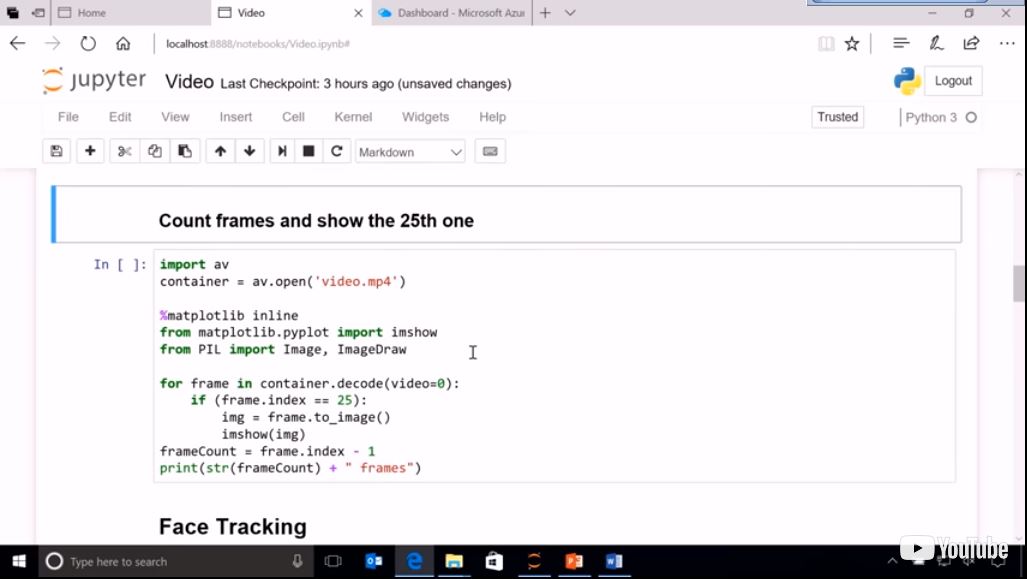 Home
Video
Dashboard - Microsoft Azur
localhost:8888/notebooks/Video.ipynb#
jupyter
Video Last Checkpoint: 3 hours ago (unsaved changes)
Logout
File Edit View Insert Cell Kernel Widgets Help
Trusted
Python 3
Markdown
Count frames and show the 25th one
In [ ]:
import av
container = av.open('video.mp4')
%matplotlib inline
from matplotlib.pyplot import imshow
from PIL import Image, ImageDraw
for frame in container.decode(video=0):
    if (frame.index == 25):
        img = frame.to_image()
        imshow(img)
frameCount = frame.index - 1
print(str(frameCount) + " frames")
Face Tracking
Type here to search
YouTube